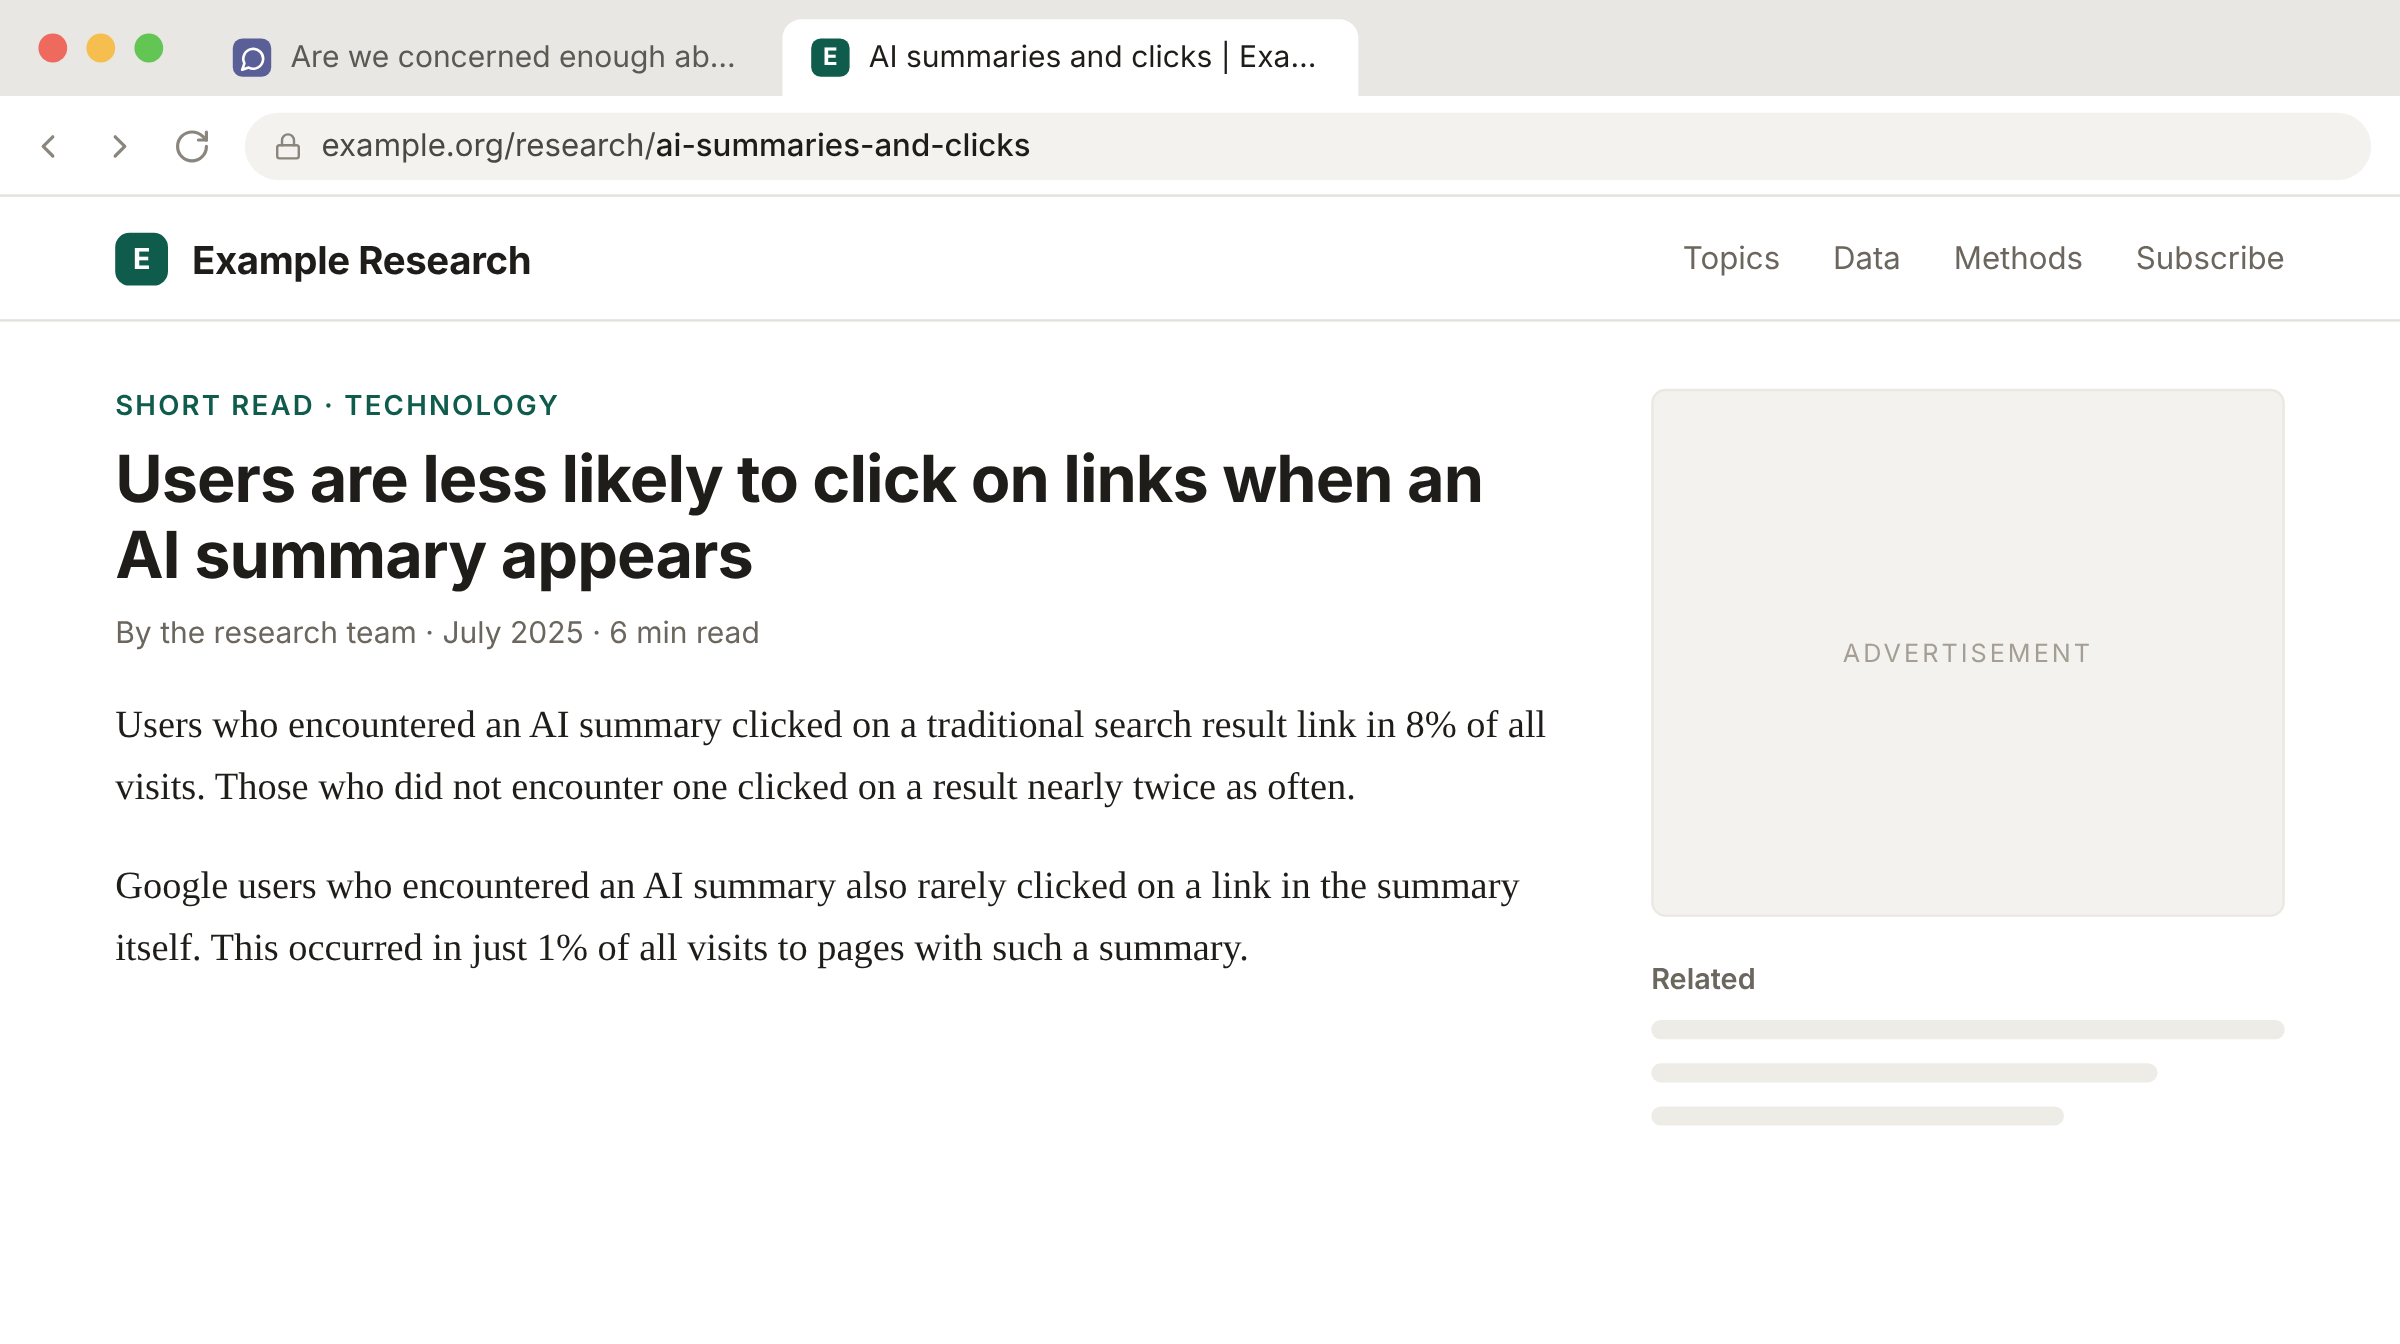 Are we concerned enough ab...
E AI summaries and clicks | Exa...
example.org/research/ai-summaries-and-clicks
E Example Research
Topics Data Methods Subscribe
SHORT READ · TECHNOLOGY
Users are less likely to click on links when an
AI summary appears
By the research team · July 2025 · 6 min read
Users who encountered an AI summary clicked on a traditional search result link in 8% of all
visits. Those who did not encounter one clicked on a result nearly twice as often.
Google users who encountered an AI summary also rarely clicked on a link in the summary
itself. This occurred in just 1% of all visits to pages with such a summary.
ADVERTISEMENT
Related